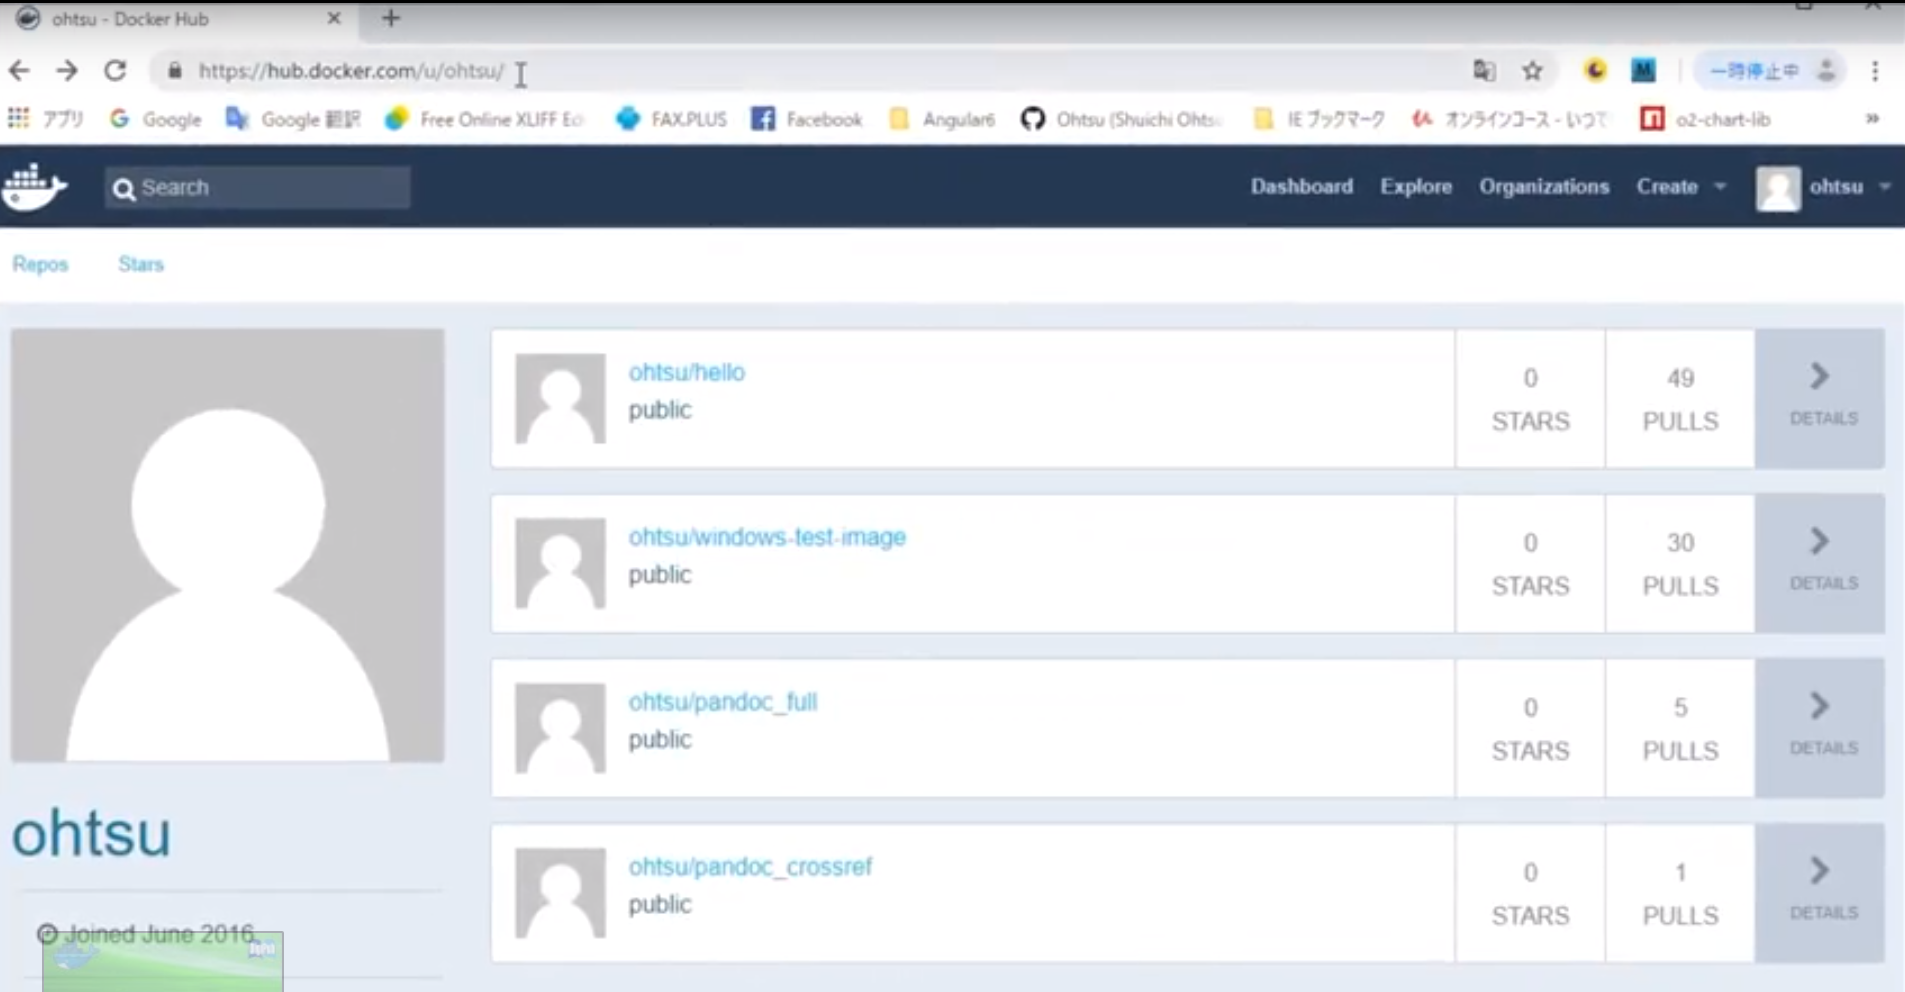 ohtsu - Docker Hub
https://hub.docker.com/u/ohtsu/
一時停止中
アプリ Google Google 翻訳 Free Online XLIFF Ed FAX.PLUS Facebook Angular6 Ohtsu (Shuichi Ohtsu IE ブックマーク オンラインコース - いつで o2-chart-lib »
Search
Dashboard Explore Organizations Create ohtsu
Repos Stars
ohtsu/hello
public
0
STARS
49
PULLS
DETAILS
ohtsu/windows-test-image
public
0
STARS
30
PULLS
DETAILS
ohtsu/pandoc_full
public
0
STARS
5
PULLS
DETAILS
ohtsu/pandoc_crossref
public
0
STARS
1
PULLS
DETAILS
ohtsu
Joined June 2016